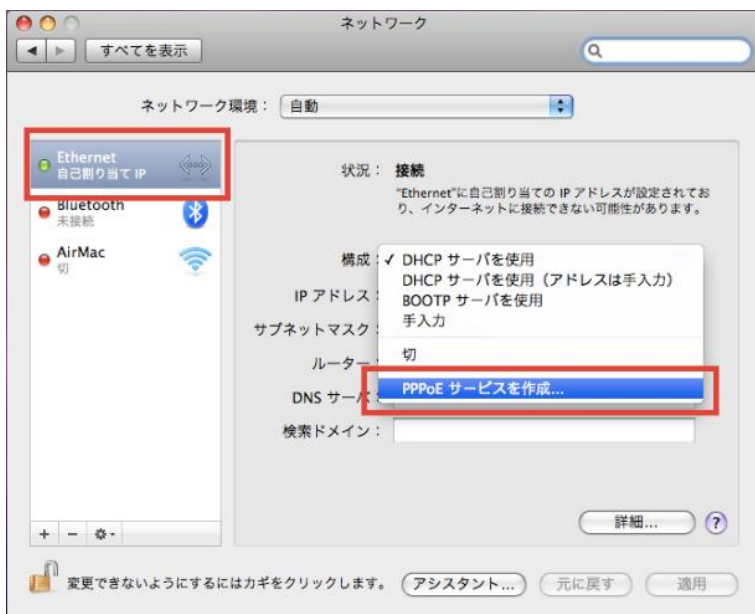 ネットワーク
すべてを表示
ネットワーク環境： 自動
Ethernet
自己割り当て IP
Bluetooth
未接続
AirMac
切
状況： 接続
“Ethernet”に自己割り当ての IP アドレスが設定されてお
り、インターネットに接続できない可能性があります。
構成： ✓ DHCP サーバを使用
DHCP サーバを使用（アドレスは手入力）
BOOTP サーバを使用
手入力
切
PPPoE サービスを作成...
IP アドレス：
サブネットマスク：
ルーター：
DNS サーバ：
検索ドメイン：
詳細... ?
+ −
変更できないようにするにはカギをクリックします。 アシスタント... 元に戻す 適用